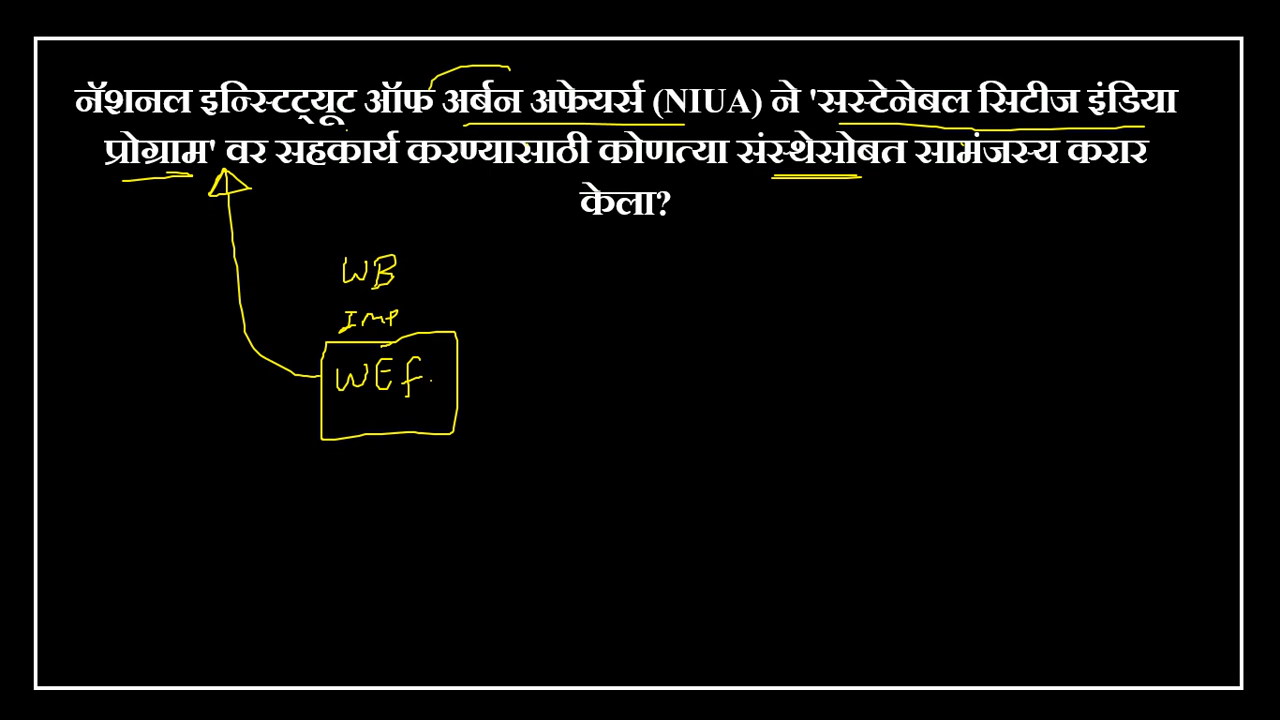 नॅशनल इन्स्टिट्यूट ऑफ अर्बन अफेयर्स (NIUA) ने 'सस्टेनेबल सिटीज इंडिया
प्रोग्राम' वर सहकार्य करण्यासाठी कोणत्या संस्थेसोबत सामंजस्य करार
केला?
WB
IMP
WEf